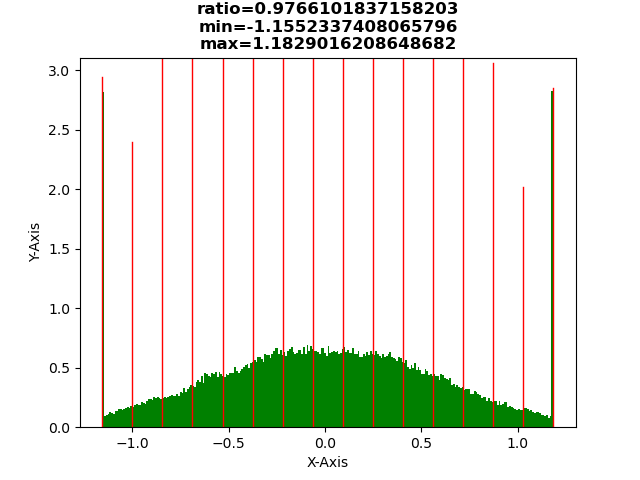 ratio=0.9766101837158203
min=-1.1552337408065796
max=1.1829016208648682
3.0
2.5
2.0
1.5
1.0
0.5
0.0
Y-Axis
−1.0 −0.5 0.0 0.5 1.0
X-Axis